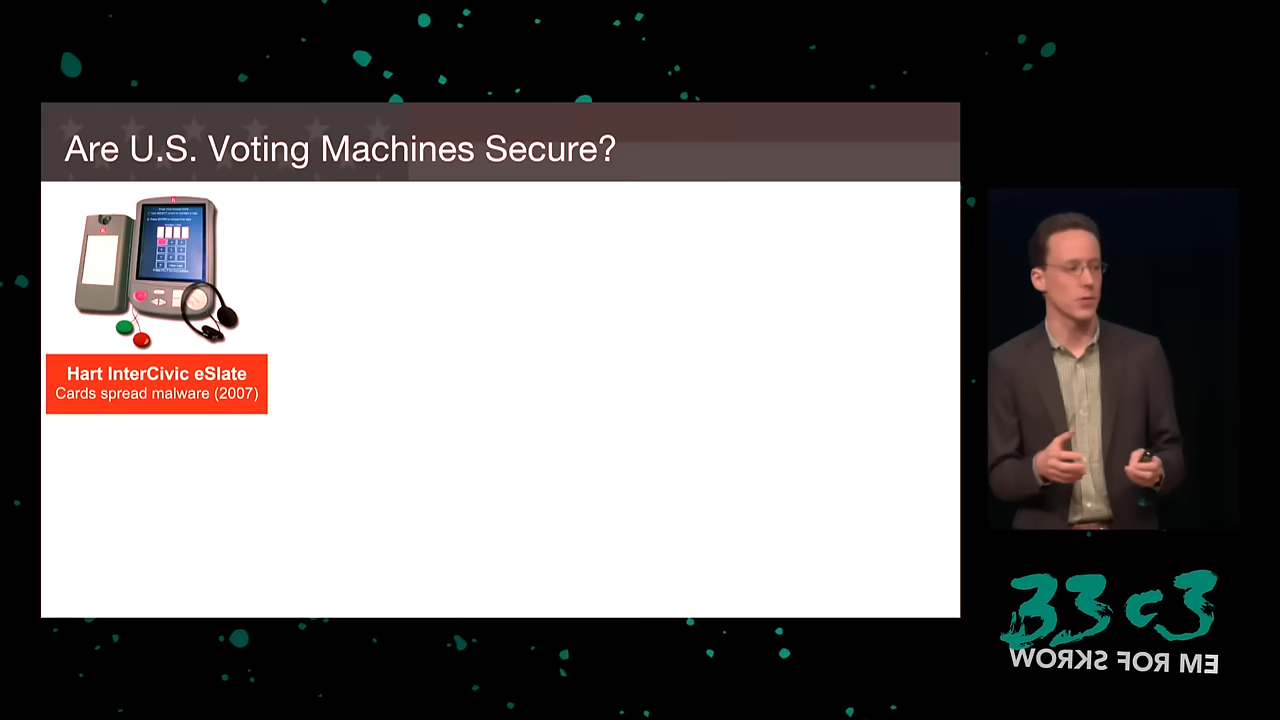 Are U.S. Voting Machines Secure?
Hart InterCivic eSlate
Cards spread malware (2007)
33c3
WORKS FOR ME